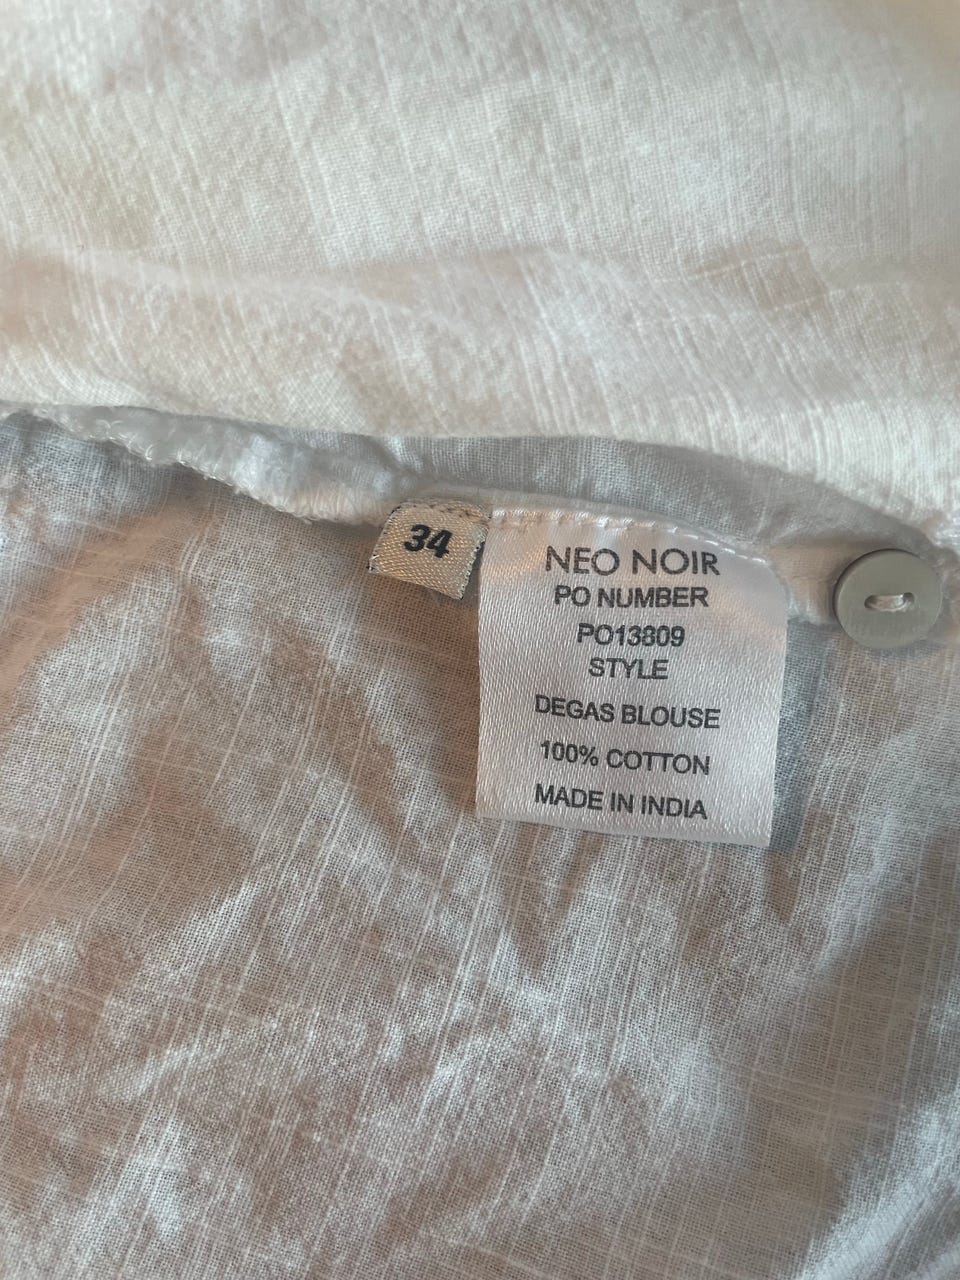 34
NEO NOIR
PO NUMBER
PO13809
STYLE
DEGAS BLOUSE
100% COTTON
MADE IN INDIA